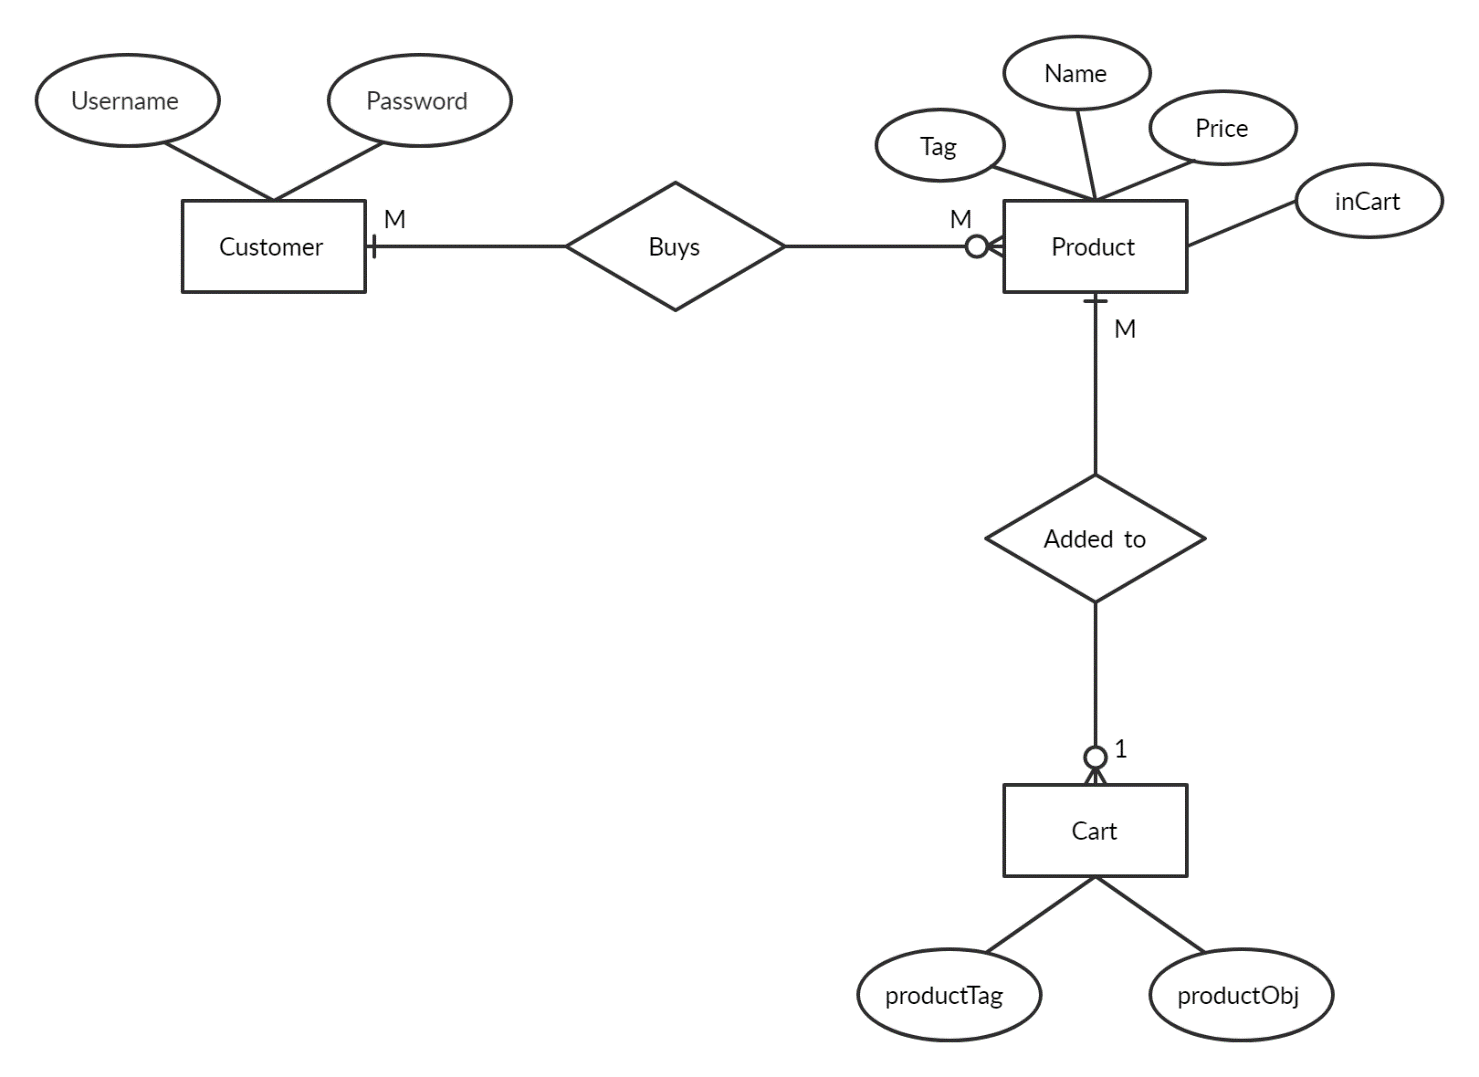 Name
Username
Password
Price
Tag
inCart
M
M
Customer
Buys
Product
M
Added to
1
Cart
productTag
productObj